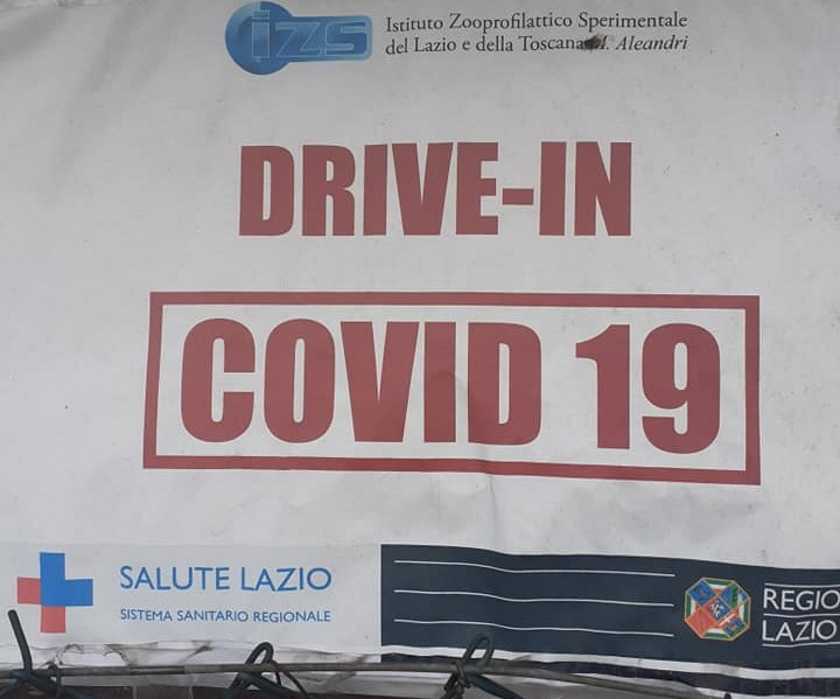 izs
Istituto Zooprofilattico Sperimentale
del Lazio e della Toscana M. Aleandri
DRIVE-IN
COVID 19
SALUTE LAZIO
SISTEMA SANITARIO REGIONALE
REGIO
LAZIO